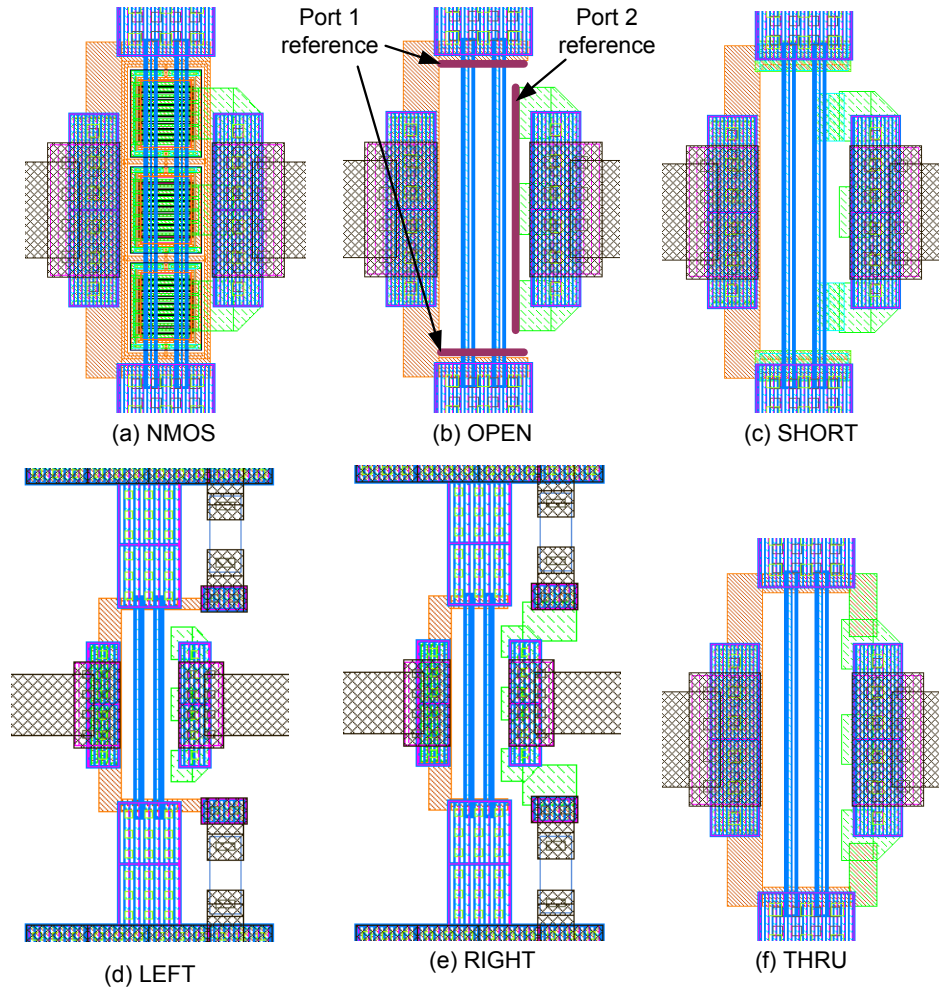 Port 1
reference
Port 2
reference
(a) NMOS
(b) OPEN
(c) SHORT
(d) LEFT
(e) RIGHT
(f) THRU